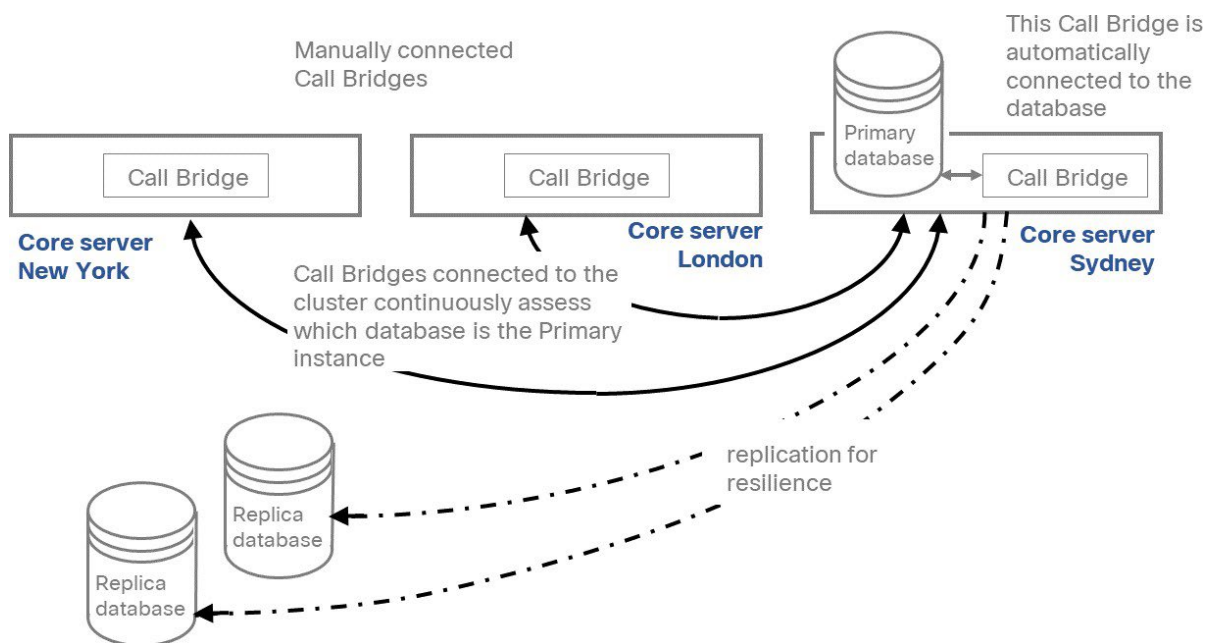 Manually connected
Call Bridges
This Call Bridge is
automatically
connected to the
database
Call Bridge
Call Bridge
Primary
database
Call Bridge
Core server
New York
Core server
London
Core server
Sydney
Call Bridges connected to the
cluster continuously assess
which database is the Primary
instance
replication for
resilience
Replica
database
Replica
database